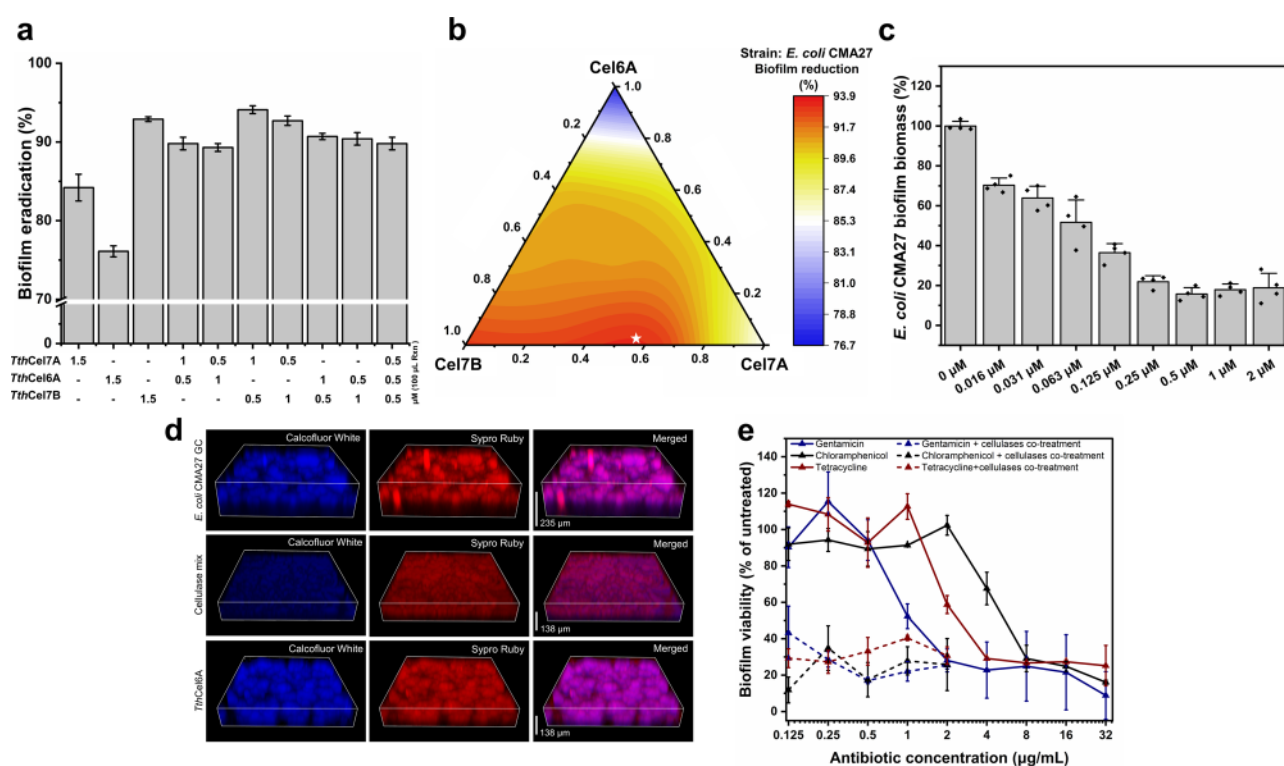 a
Biofilm eradication (%)
100
90
80
70
0
TthCel7A 1.5 - - 1 0.5 1 0.5 - - 0.5
TthCel6A - 1.5 - 0.5 1 - - 1 0.5 0.5
TthCel7B - - 1.5 - - 0.5 1 0.5 1 0.5
µM (100 µL Rxn)
b
Strain: E. coli CMA27
Biofilm reduction
(%)
Cel6A
1.0
0.2 0.8
0.4 0.6
0.6 0.4
0.8 0.2
1.0
Cel7B 0.2 0.4 0.6 0.8 Cel7A
1.0
93.9
91.7
89.6
87.4
85.3
83.1
81.0
78.8
76.7
c
E. coli CMA27 biofilm biomass (%)
120
100
80
60
40
20
0
0 µM 0.016 µM 0.031 µM 0.063 µM 0.125 µM 0.25 µM 0.5 µM 1 µM 2 µM
d
E. coli CMA27 GC
Calcofluor White Sypro Ruby Merged
235 µm
Cellulase mix
Calcofluor White Sypro Ruby Merged
138 µm
TthCel6A
Calcofluor White Sypro Ruby Merged
138 µm
e
Gentamicin Gentamicin + cellulases co-treatment
Chloramphenicol Chloramphenicol + cellulases co-treatment
Tetracycline Tetracycline+cellulases co-treatment
Biofilm viability (% of untreated)
140
120
100
80
60
40
20
0
0.125 0.25 0.5 1 2 4 8 16 32
Antibiotic concentration (µg/mL)